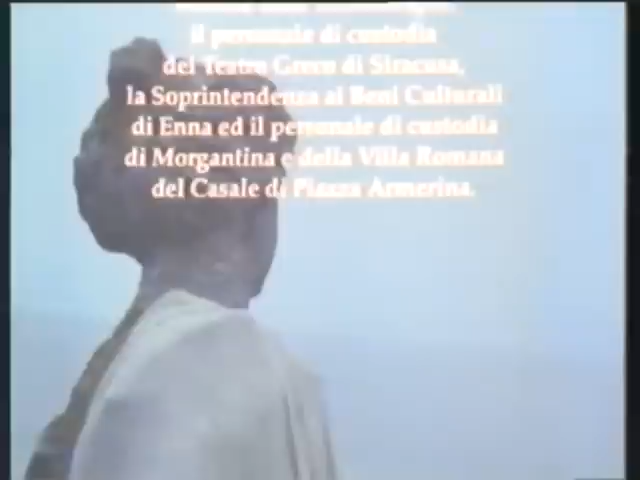 il personale di custodia
del Teatro Greco di Siracusa,
la Soprintendenza ai Beni Culturali
di Enna ed il personale di custodia
di Morgantina e della Villa Romana
del Casale di Piazza Armerina.